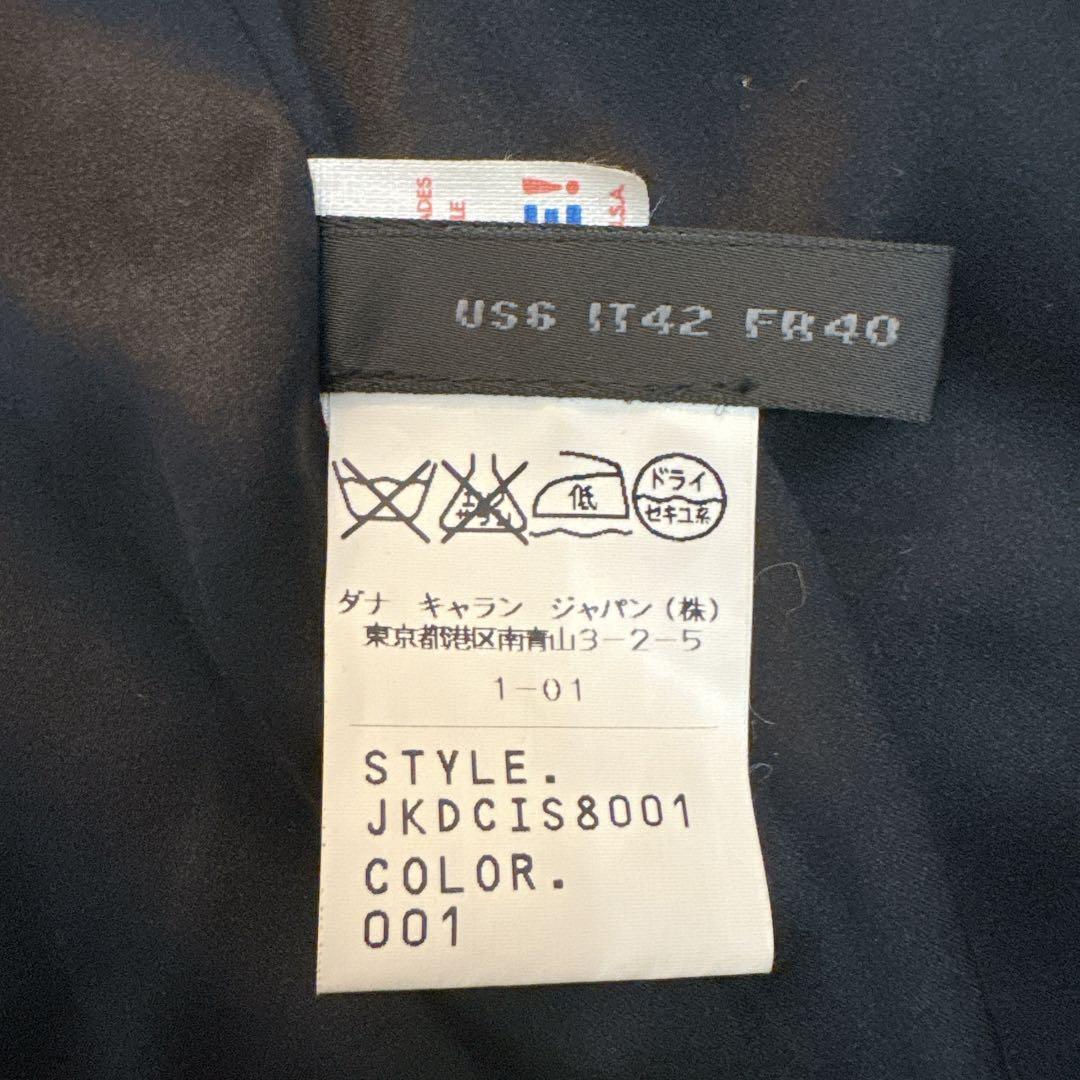 ADES
LE
E!
.S.A.
US6 IT42 FR40
低
ドライ
セキユ系
ダナ キャラン ジャパン(株)
東京都港区南青山3-2-5
1-01
STYLE.
JKDCIS8001
COLOR.
001